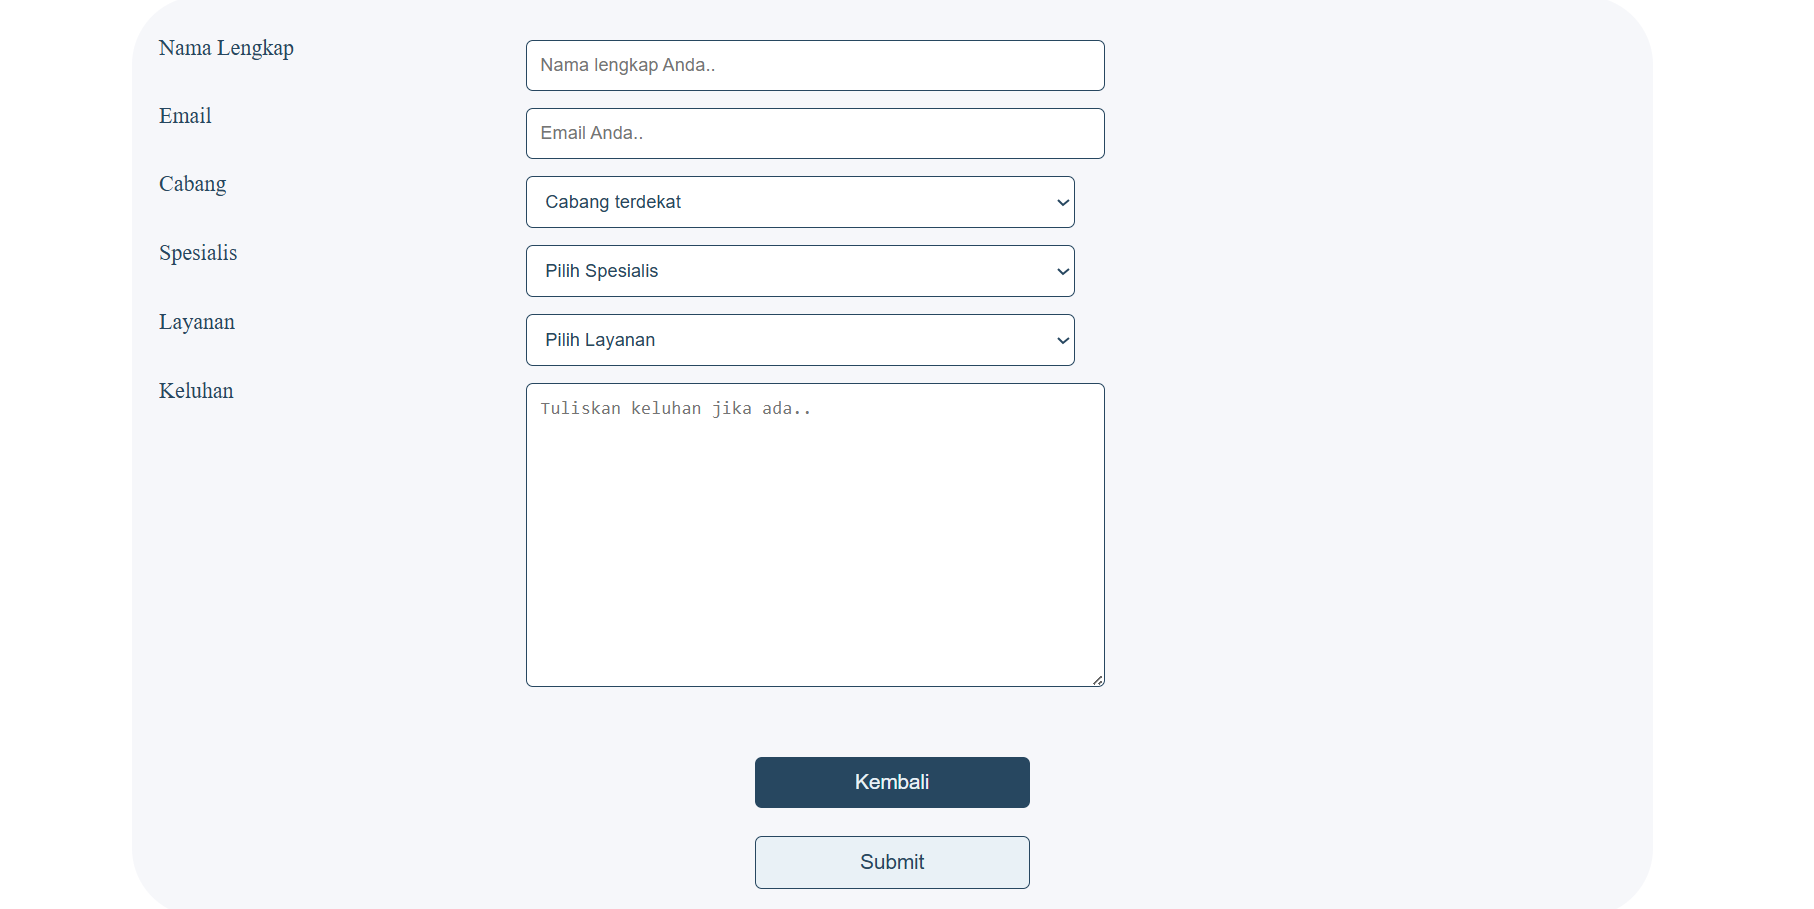 Nama Lengkap
Nama lengkap Anda..
Email
Email Anda..
Cabang
Cabang terdekat
Spesialis
Pilih Spesialis
Layanan
Pilih Layanan
Keluhan
Tuliskan keluhan jika ada..
Kembali
Submit